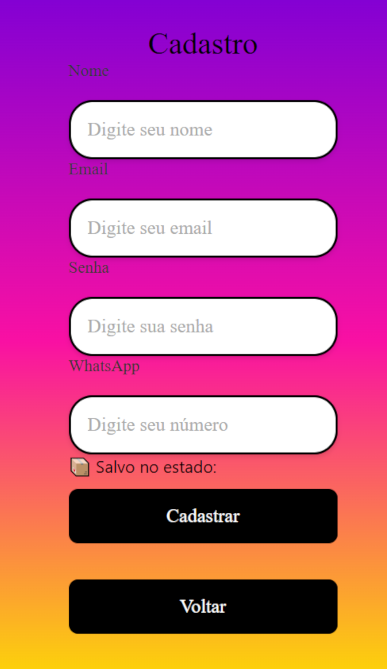 Cadastro
Nome
Digite seu nome
Email
Digite seu email
Senha
Digite sua senha
WhatsApp
Digite seu número
📦 Salvo no estado:
Cadastrar
Voltar